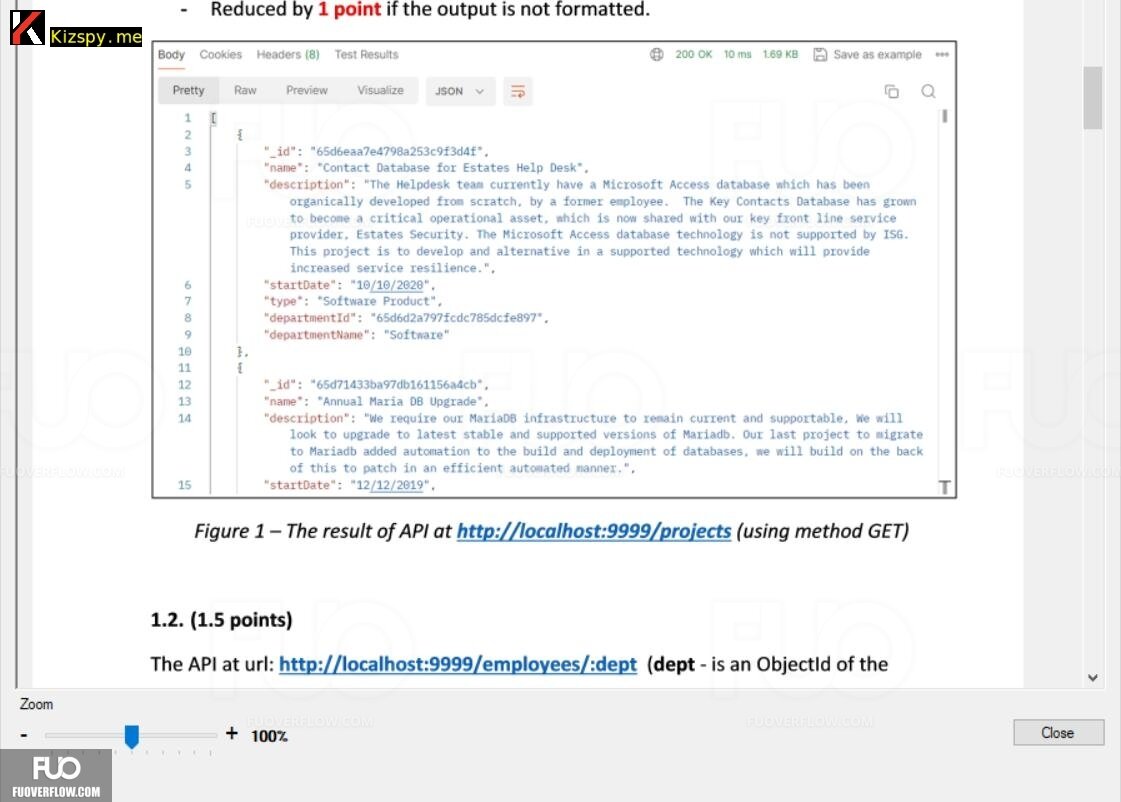 - Reduced by 1 point if the output is not formatted.
Kizspy.me
Body Cookies Headers (8) Test Results 200 OK 10 ms 1.69 KB Save as example
Pretty Raw Preview Visualize JSON
1 [
2 {
3 "_id": "65d6eaa7e4798a253c9f3d4f",
4 "name": "Contact Database for Estates Help Desk",
5 "description": "The Helpdesk team currently have a Microsoft Access database which has been
organically developed from scratch, by a former employee. The Key Contacts Database has grown
to become a critical operational asset, which is now shared with our key front line service
provider, Estates Security. The Microsoft Access database technology is not supported by ISG.
This project is to develop and alternative in a supported technology which will provide
increased service resilience.",
6 "startDate": "10/10/2020",
7 "type": "Software Product",
8 "departmentId": "65d6d2a797fcdc785dcfe897",
9 "departmentName": "Software"
10 },
11 {
12 "_id": "65d71433ba97db161156a4cb",
13 "name": "Annual Maria DB Upgrade",
14 "description": "We require our MariaDB infrastructure to remain current and supportable, We will
look to upgrade to latest stable and supported versions of Mariadb. Our last project to migrate
to Mariadb added automation to the build and deployment of databases, we will build on the back
of this to patch in an efficient automated manner.",
15 "startDate": "12/12/2019",
Figure 1 – The result of API at http://localhost:9999/projects (using method GET)
1.2. (1.5 points)
The API at url: http://localhost:9999/employees/:dept (dept - is an ObjectId of the
Zoom
- + 100%
Close
FUO
FUOVERFLOW.COM
FUOVERFLOW.COM
FUOVERFLOW.COM
FUOVERFLOW.COM
FUOVERFLOW.COM